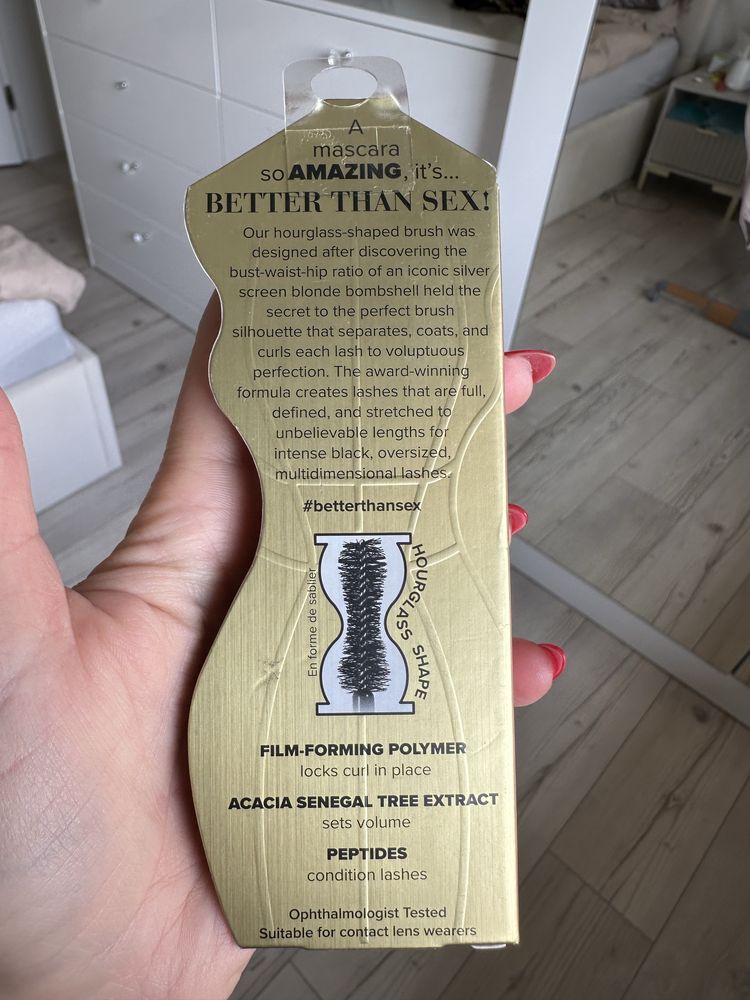 A
mascara
so AMAZING, it's...
BETTER THAN SEX!
Our hourglass-shaped brush was
designed after discovering the
bust-waist-hip ratio of an iconic silver
screen blonde bombshell held the
secret to the perfect brush
silhouette that separates, coats, and
curls each lash to voluptuous
perfection. The award-winning
formula creates lashes that are full,
defined, and stretched to
unbelievable lengths for
intense black, oversized,
multidimensional lashes.
#betterthansex
En forme de sablier
HOURGLASS SHAPE
FILM-FORMING POLYMER
locks curl in place
ACACIA SENEGAL TREE EXTRACT
sets volume
PEPTIDES
condition lashes
Ophthalmologist Tested
Suitable for contact lens wearers